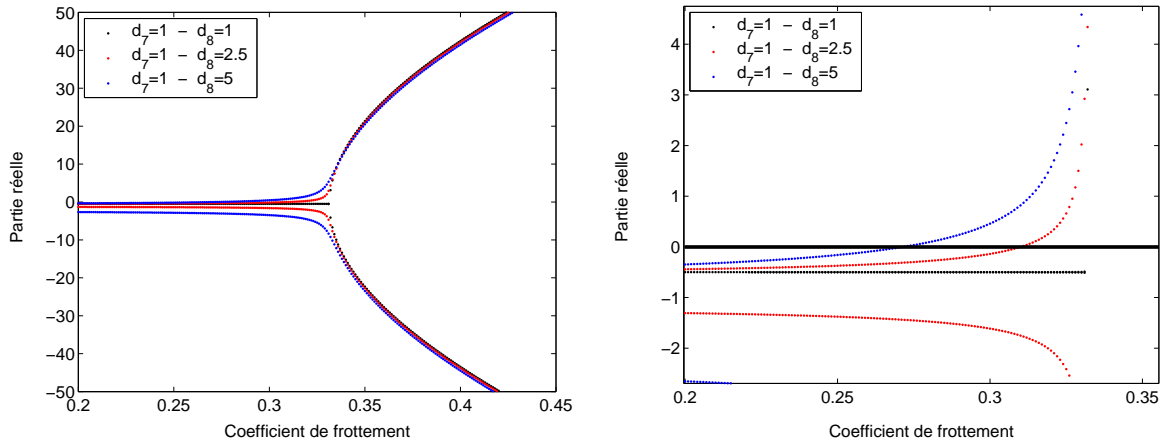 50
40
30
20
10
0
−10
−20
−30
−40
−50
Partie réelle
d7=1 − d8=1
d7=1 − d8=2.5
d7=1 − d8=5
0.2
0.25
0.3
0.35
0.4
0.45
Coefficient de frottement
4
3
2
1
0
−1
−2
Partie réelle
d7=1 − d8=1
d7=1 − d8=2.5
d7=1 − d8=5
0.2
0.25
0.3
0.35
Coefficient de frottement